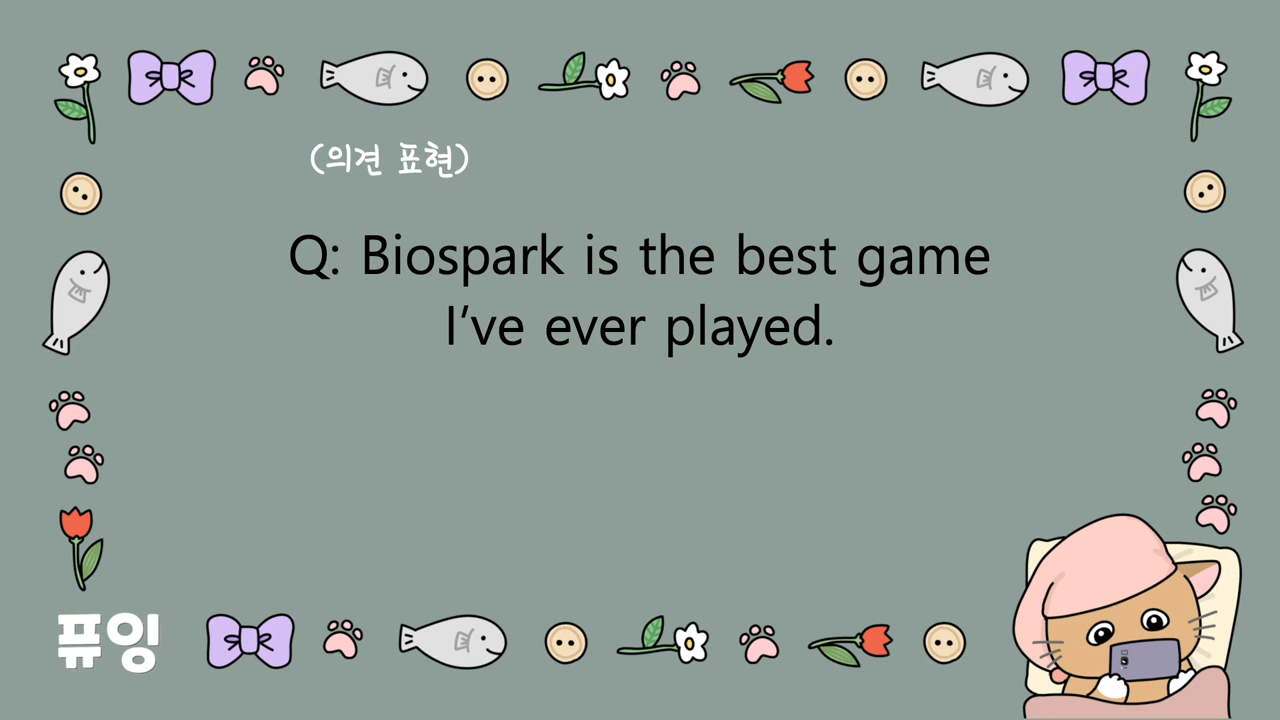 (의견 표현)
Q: Biospark is the best game
I’ve ever played.
퓨잉